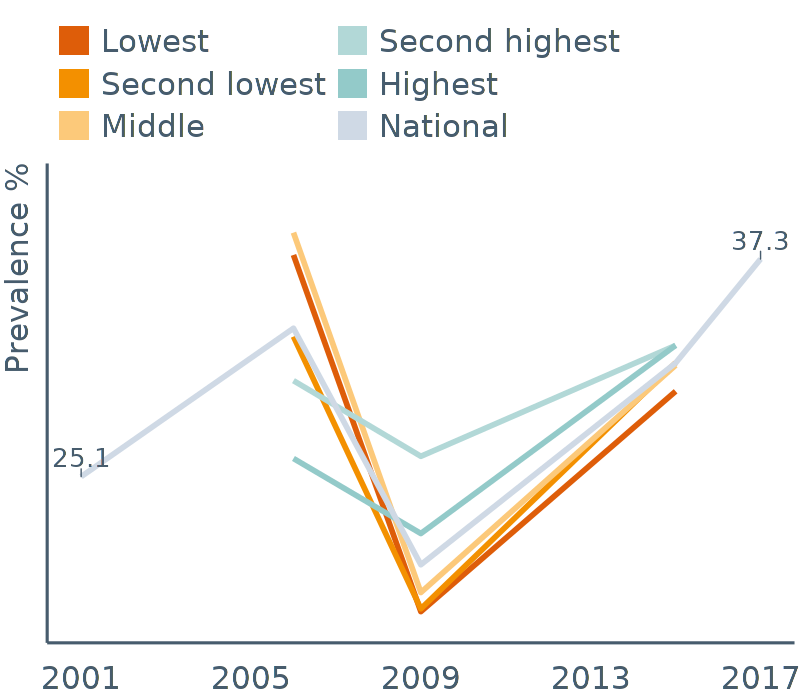 Lowest
Second lowest
Middle
Second highest
Highest
National
Prevalence %
37.3
25.1
2001 2005 2009 2013 2017